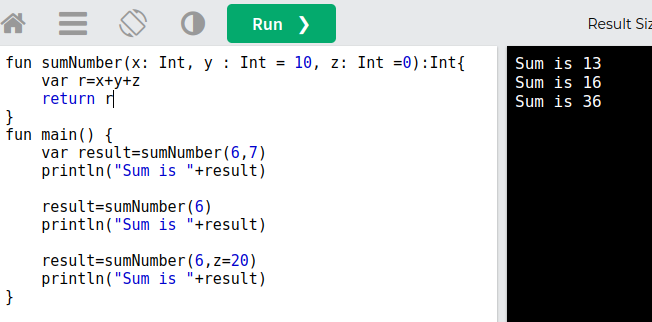 Run ❯
Result Siz
fun sumNumber(x: Int, y : Int = 10, z: Int =0):Int{
    var r=x+y+z
    return r
}
fun main() {
    var result=sumNumber(6,7)
    println("Sum is "+result)

    result=sumNumber(6)
    println("Sum is "+result)

    result=sumNumber(6,z=20)
    println("Sum is "+result)
}
Sum is 13
Sum is 16
Sum is 36